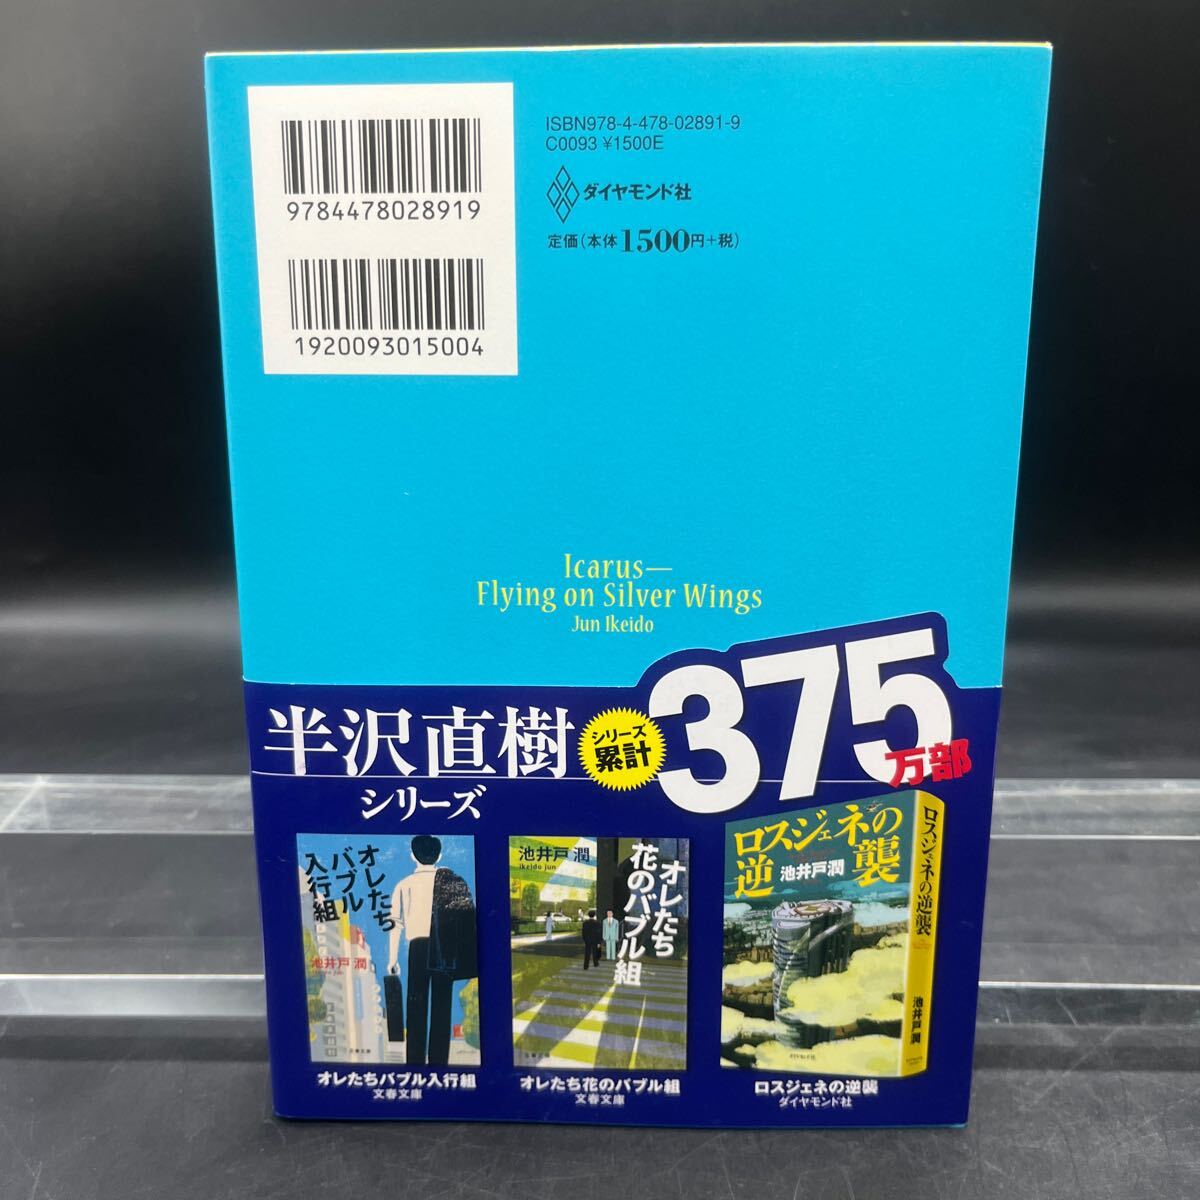 9784478028919
1920093015004
ISBN978-4-478-02891-9
C0093 ¥1500E
ダイヤモンド社
定価(本体1500円+税)
Icarus—
Flying on Silver Wings
Jun Ikeido
半沢直樹
シリーズ
シリーズ
累計
375
万部
オレたち
バブル
入行組
池井戸 潤
オレたちバブル入行組
文春文庫
池井戸 潤
ikeido jun
オレたち
花のバブル組
オレたち花のバブル組
文春文庫
ロスジェネの
逆襲
池井戸潤
ロスジェネの逆襲
池井戸 潤
ロスジェネの逆襲
ダイヤモンド社